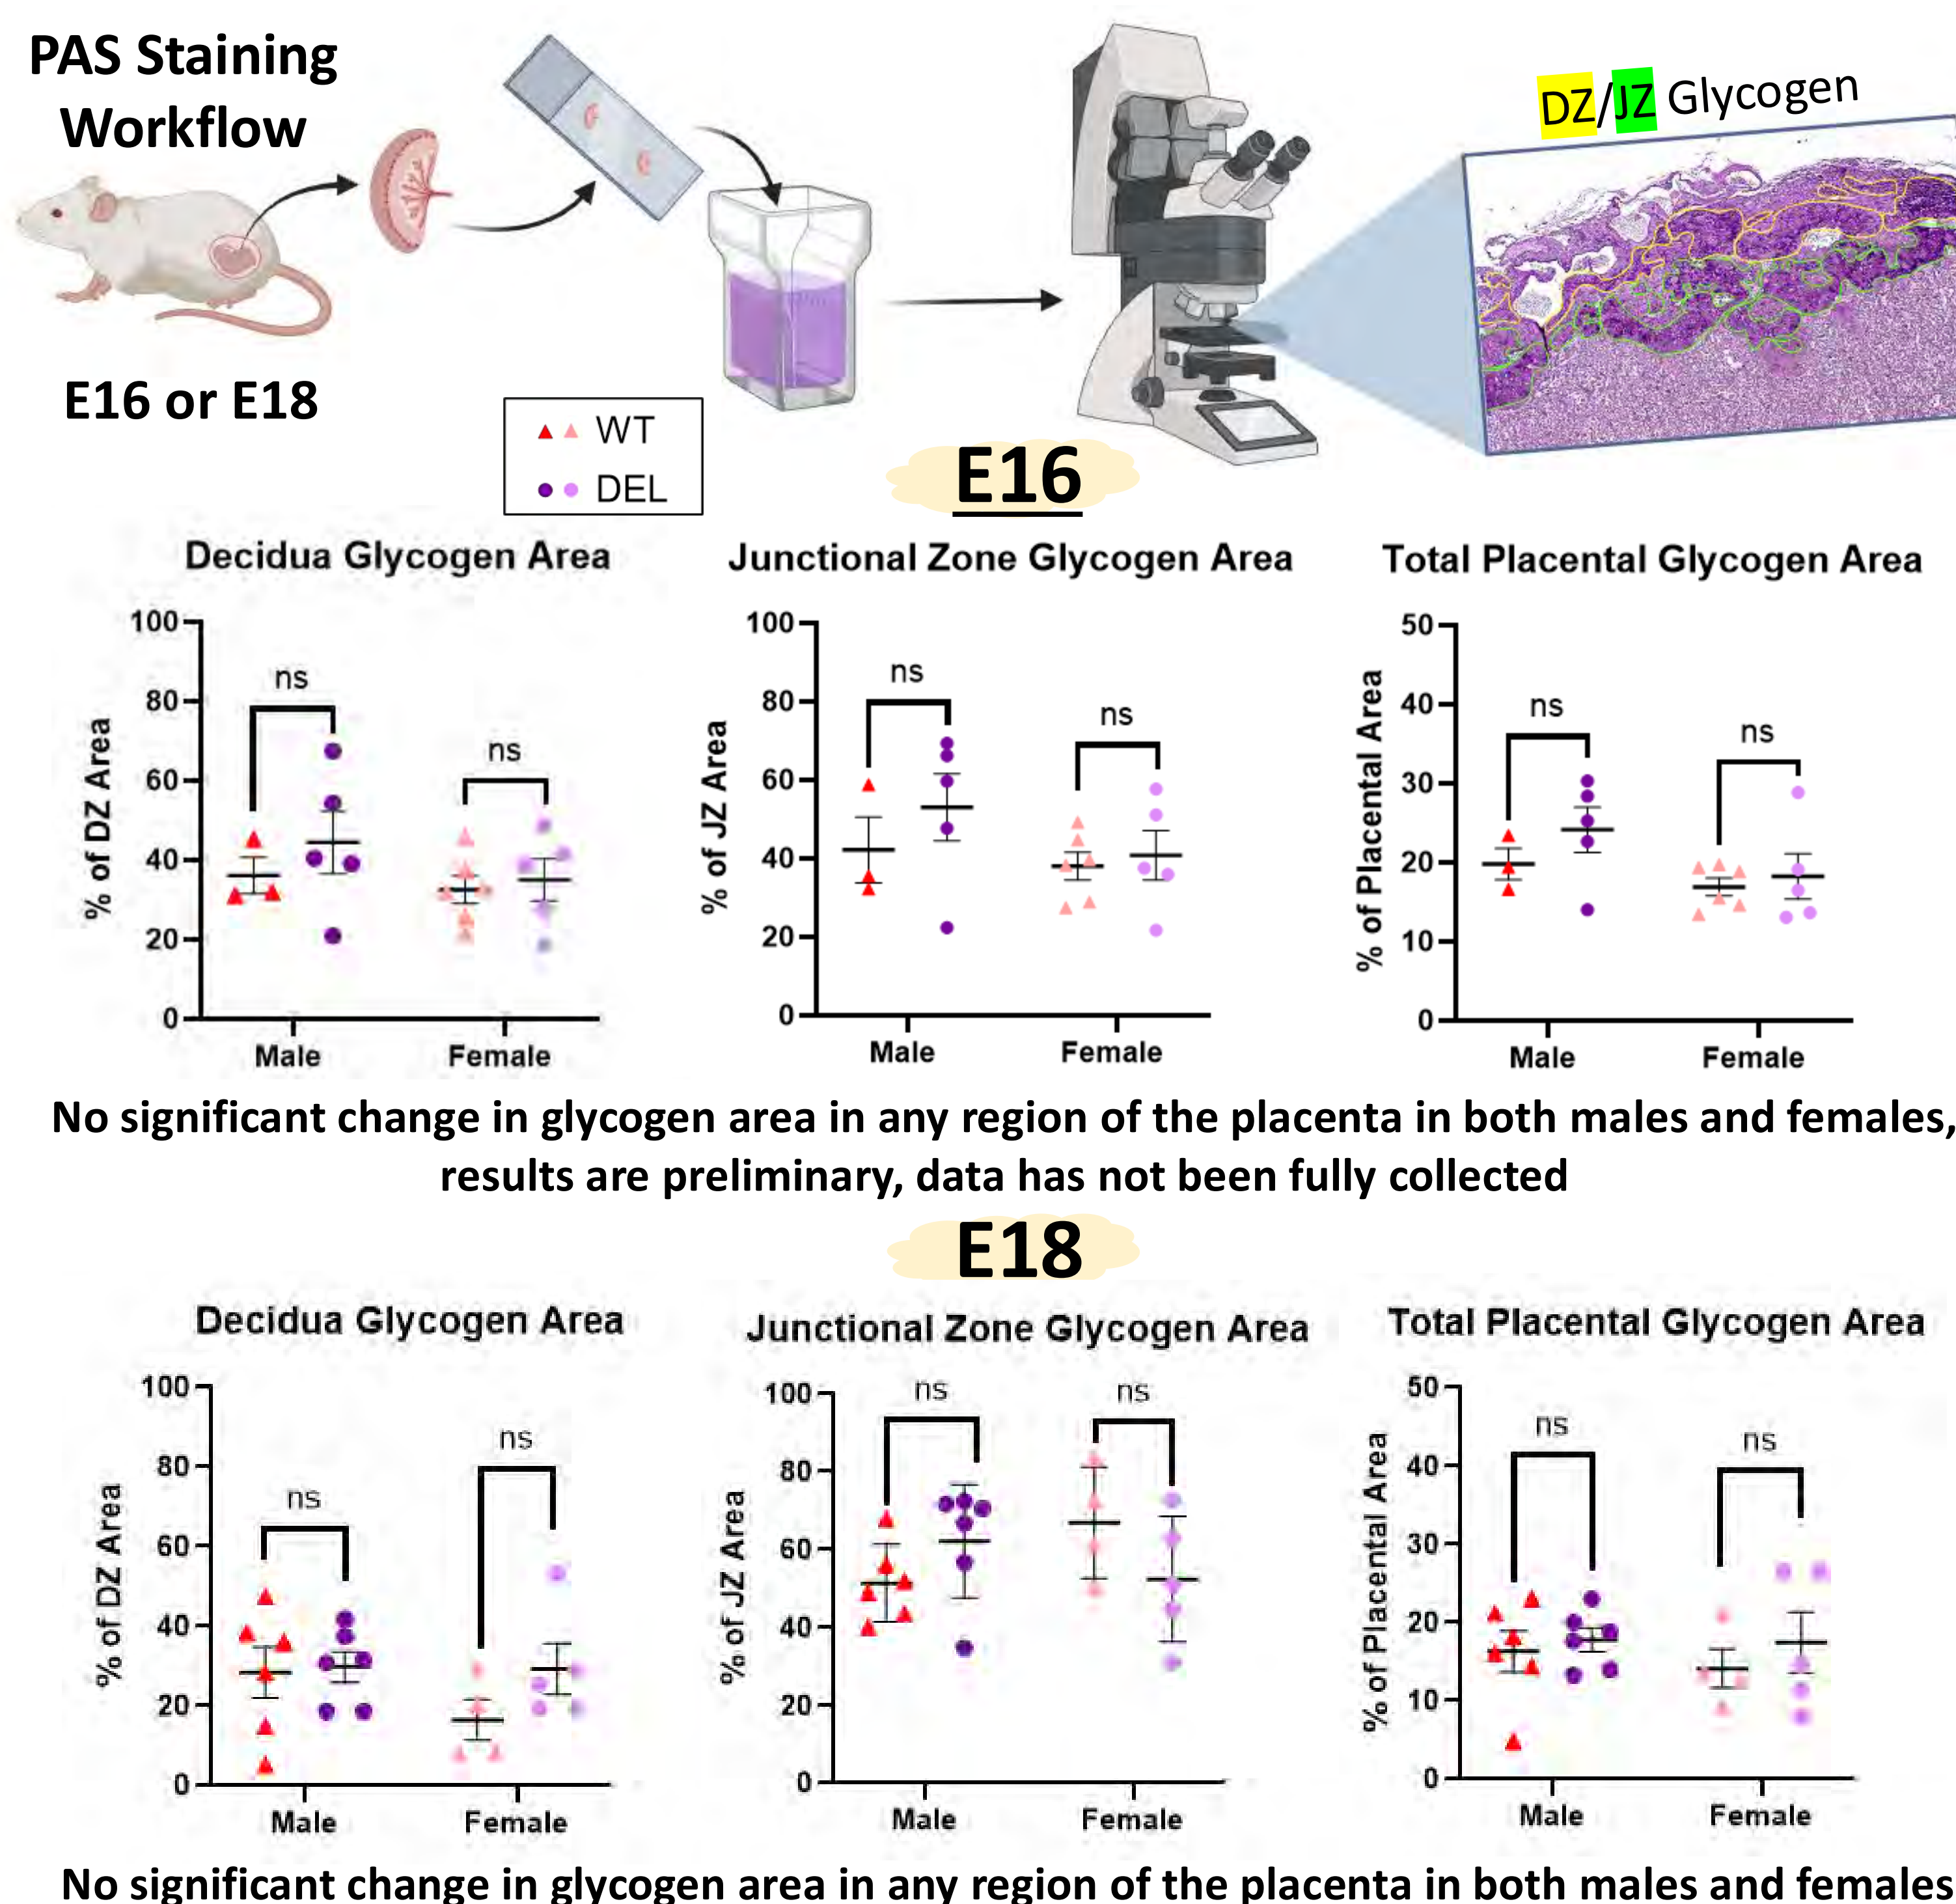 PAS Staining
Workflow
DZ/JZ Glycogen
E16 or E18
WT
DEL
E16
Decidua Glycogen Area
% of DZ Area
100
80
60
40
20
0
ns
ns
Male
Female
Junctional Zone Glycogen Area
% of JZ Area
100
80
60
40
20
0
ns
ns
Male
Female
Total Placental Glycogen Area
% of Placental Area
50
40
30
20
10
0
ns
ns
Male
Female
No significant change in glycogen area in any region of the placenta in both males and females,
results are preliminary, data has not been fully collected
E18
Decidua Glycogen Area
% of DZ Area
100
80
60
40
20
0
ns
ns
Male
Female
Junctional Zone Glycogen Area
% of JZ Area
100
80
60
40
20
0
ns
ns
Male
Female
Total Placental Glycogen Area
% of Placental Area
50
40
30
20
10
0
ns
ns
Male
Female
No significant change in glycogen area in any region of the placenta in both males and females